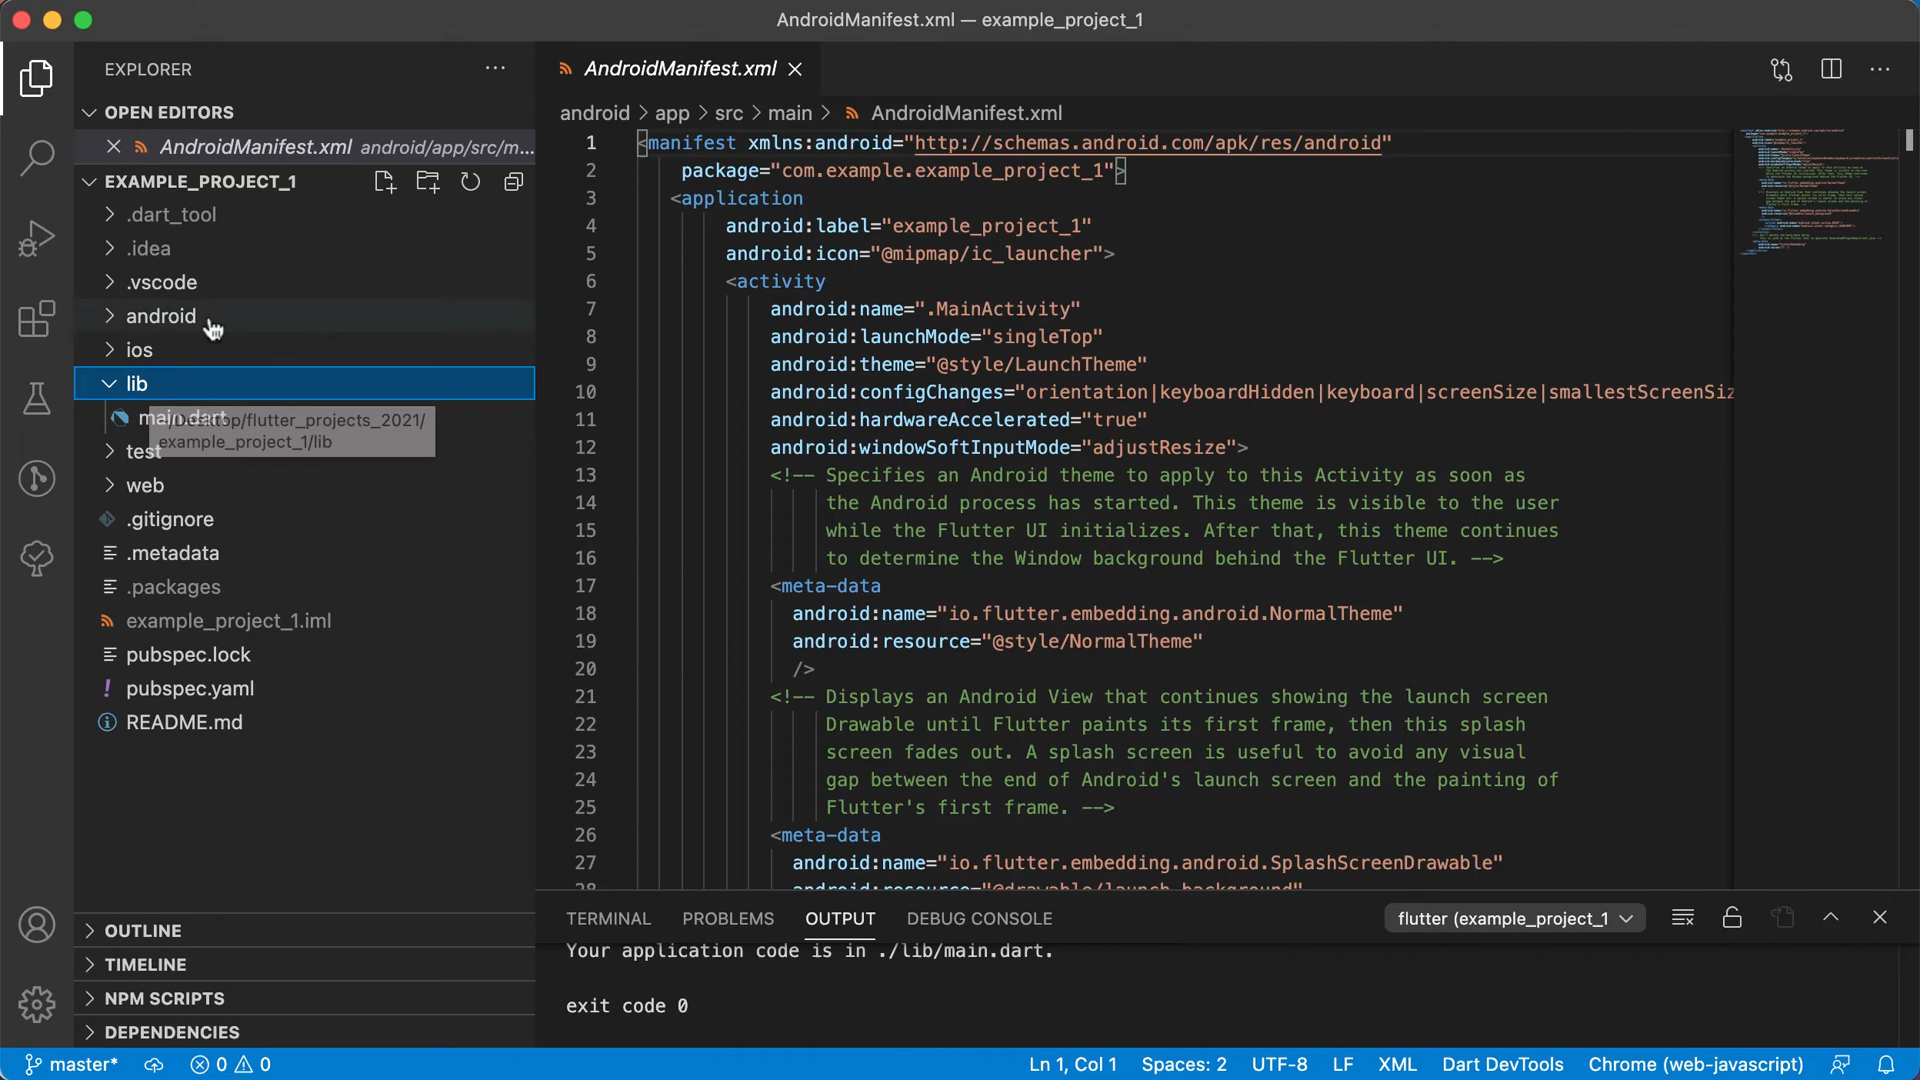 AndroidManifest.xml — example_project_1
EXPLORER
OPEN EDITORS
AndroidManifest.xml android/app/src/m...
EXAMPLE_PROJECT_1
.dart_tool
.idea
.vscode
android
ios
lib
main.dart
~/Desktop/flutter_projects_2021/
example_project_1/lib
test
web
.gitignore
.metadata
.packages
example_project_1.iml
pubspec.lock
pubspec.yaml
README.md
OUTLINE
TIMELINE
NPM SCRIPTS
DEPENDENCIES
AndroidManifest.xml
android > app > src > main > AndroidManifest.xml
1 <manifest xmlns:android="http://schemas.android.com/apk/res/android"
2 package="com.example.example_project_1">
3 <application
4 android:label="example_project_1"
5 android:icon="@mipmap/ic_launcher">
6 <activity
7 android:name=".MainActivity"
8 android:launchMode="singleTop"
9 android:theme="@style/LaunchTheme"
10 android:configChanges="orientation|keyboardHidden|keyboard|screenSize|smallestScreenSiz
11 android:hardwareAccelerated="true"
12 android:windowSoftInputMode="adjustResize">
13 <!-- Specifies an Android theme to apply to this Activity as soon as
14 the Android process has started. This theme is visible to the user
15 while the Flutter UI initializes. After that, this theme continues
16 to determine the Window background behind the Flutter UI. -->
17 <meta-data
18 android:name="io.flutter.embedding.android.NormalTheme"
19 android:resource="@style/NormalTheme"
20 />
21 <!-- Displays an Android View that continues showing the launch screen
22 Drawable until Flutter paints its first frame, then this splash
23 screen fades out. A splash screen is useful to avoid any visual
24 gap between the end of Android's launch screen and the painting of
25 Flutter's first frame. -->
26 <meta-data
27 android:name="io.flutter.embedding.android.SplashScreenDrawable"
28 android:resource="@drawable/launch_background"
TERMINAL PROBLEMS OUTPUT DEBUG CONSOLE flutter (example_project_1
Your application code is in ./lib/main.dart.
exit code 0
master* 0 0 Ln 1, Col 1 Spaces: 2 UTF-8 LF XML Dart DevTools Chrome (web-javascript)